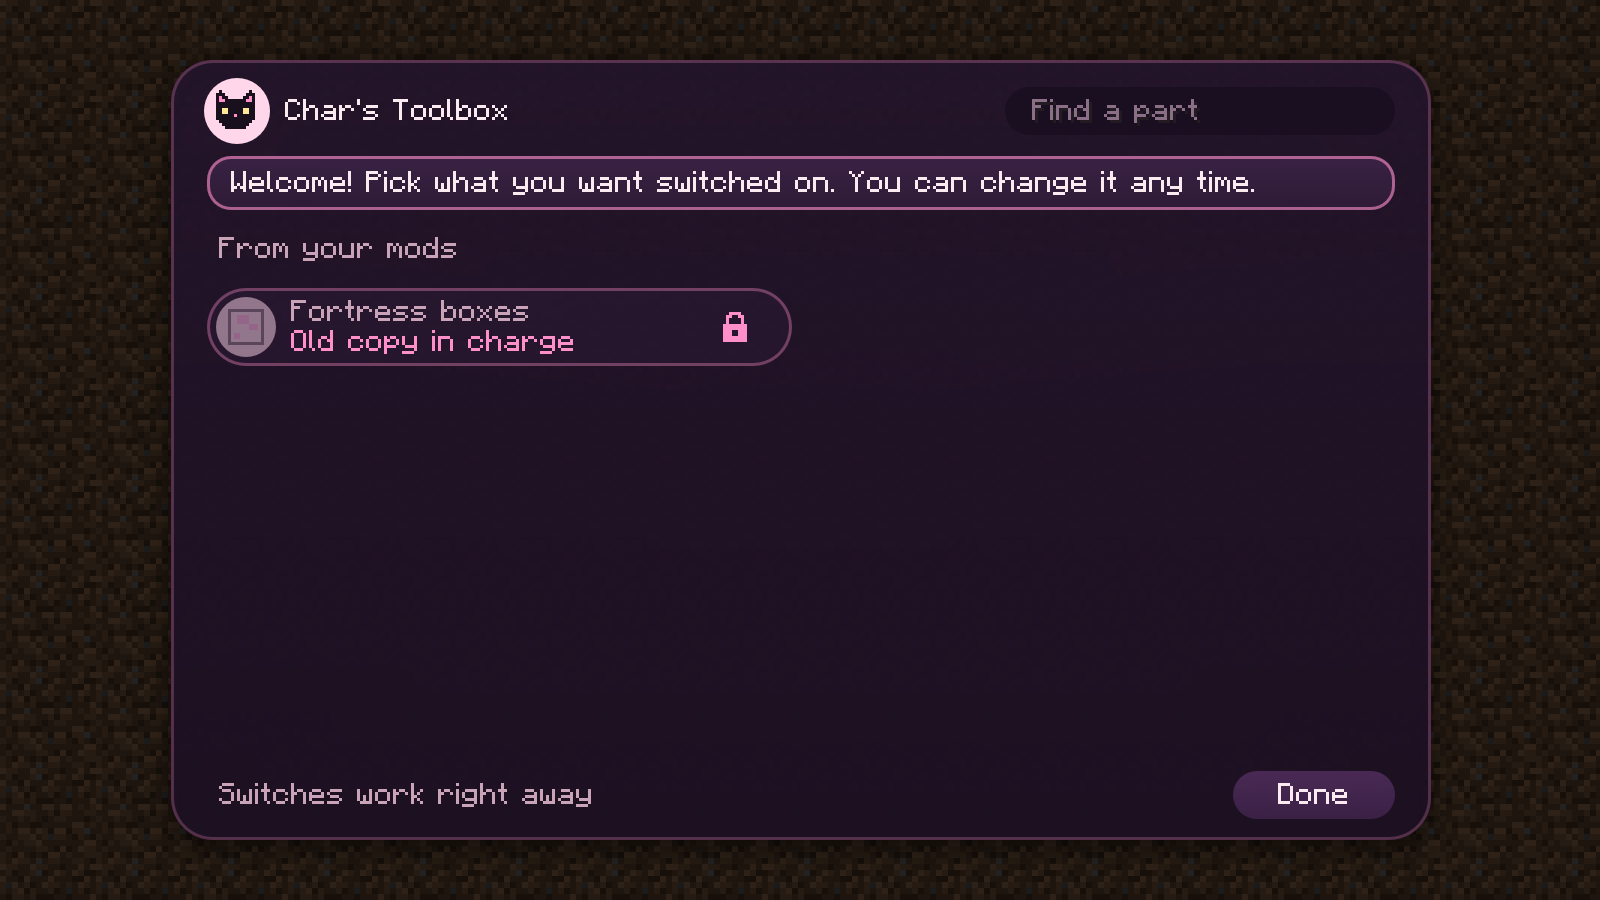 Char's Toolbox
Find a part
Welcome! Pick what you want switched on. You can change it any time.
From your mods
Fortress boxes
Old copy in charge
Switches work right away
Done